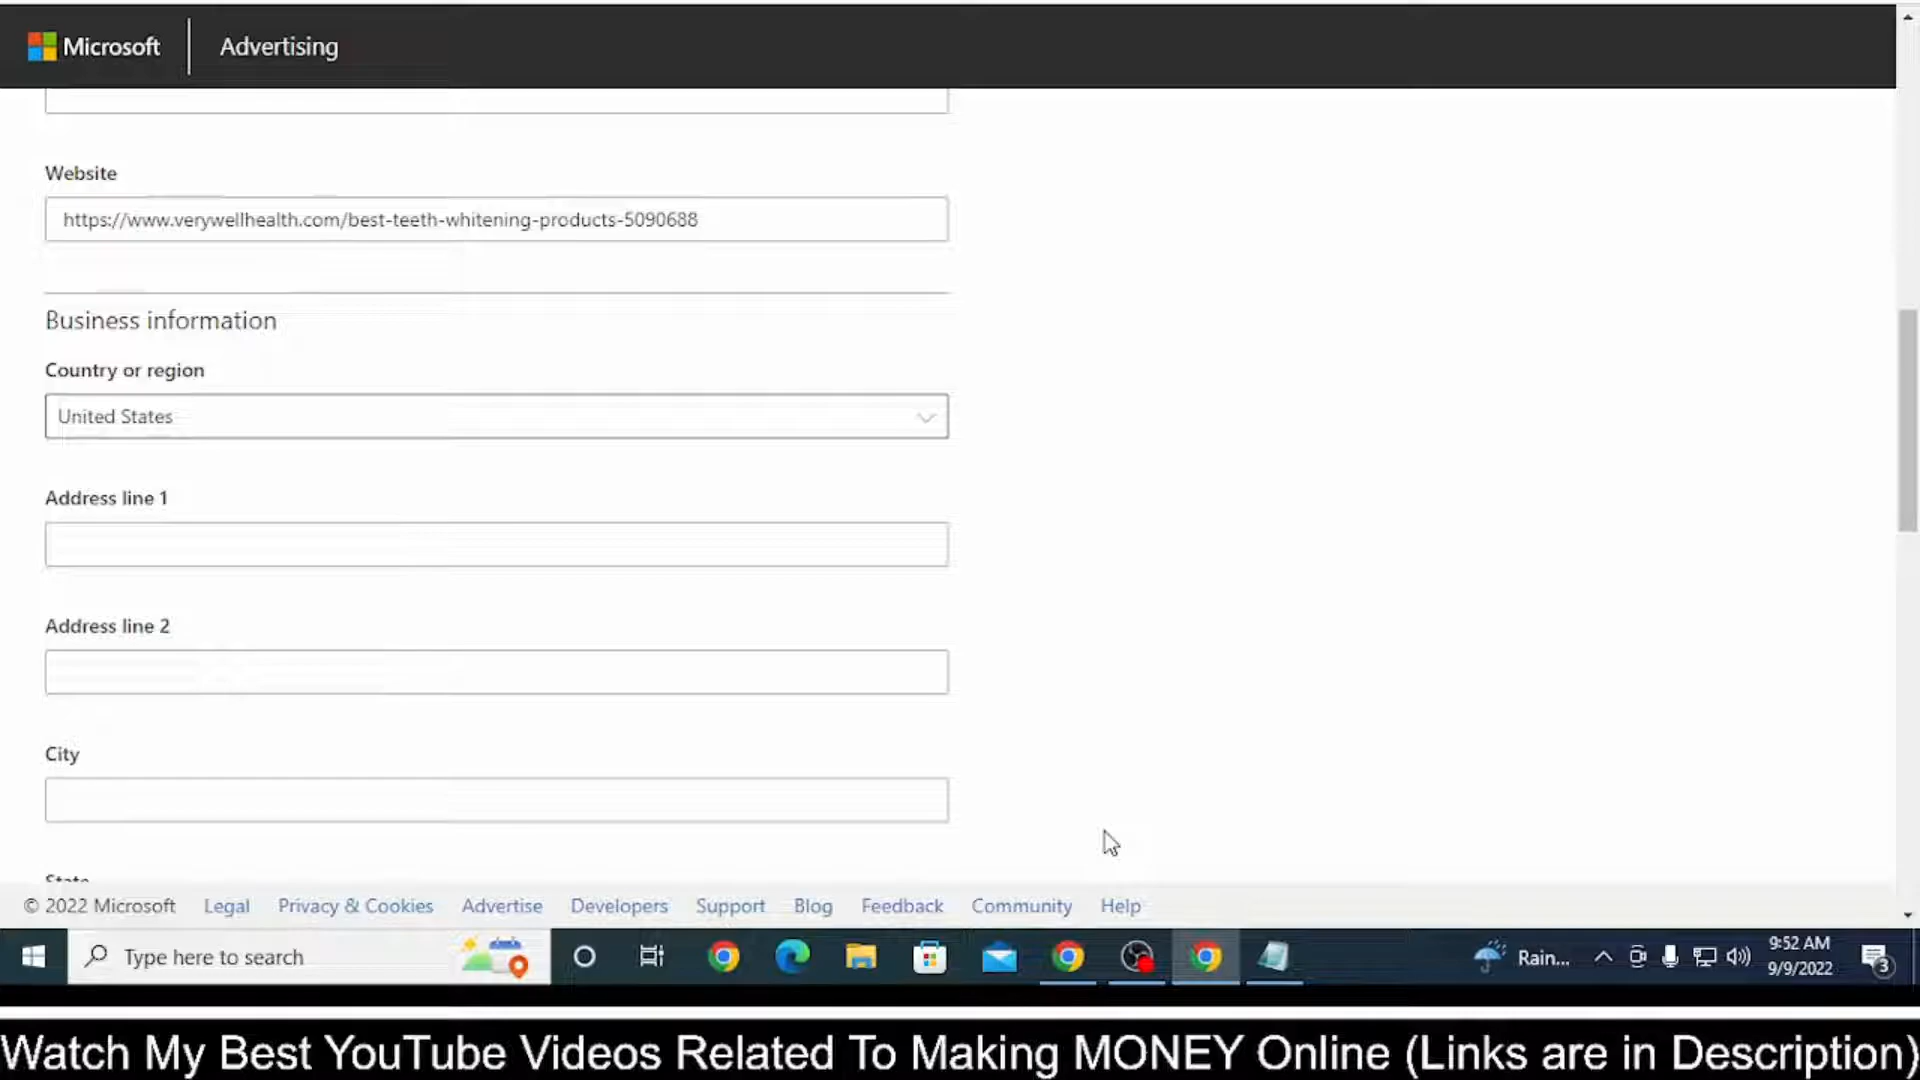 Microsoft
Advertising
Website
https://www.verywellhealth.com/best-teeth-whitening-products-5090688
Business information
Country or region
United States
Address line 1
Address line 2
City
State
© 2022 Microsoft Legal Privacy & Cookies Advertise Developers Support Blog Feedback Community Help
Type here to search
Rain...
9:52 AM
9/9/2022
3
Watch My Best YouTube Videos Related To Making MONEY Online (Links are in Description)